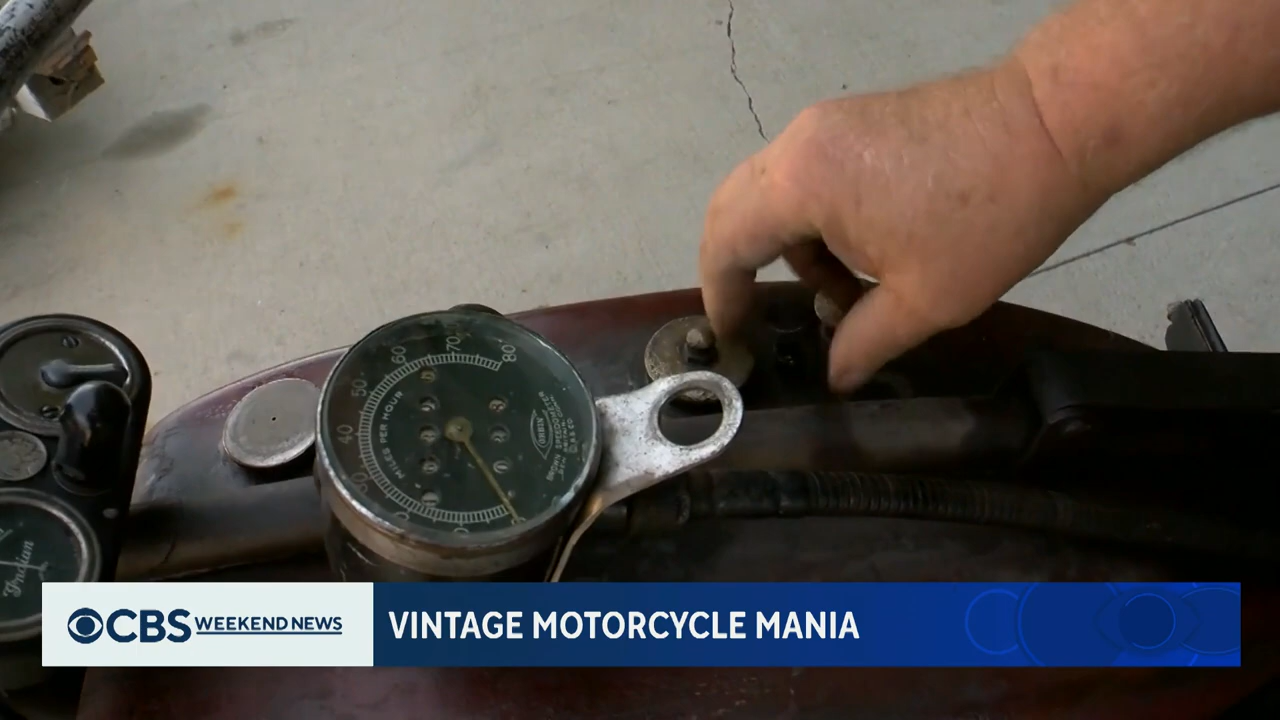 80
70
60
50
40
MILES PER HOUR
CORBIN
Indian
CBS WEEKEND NEWS
VINTAGE MOTORCYCLE MANIA